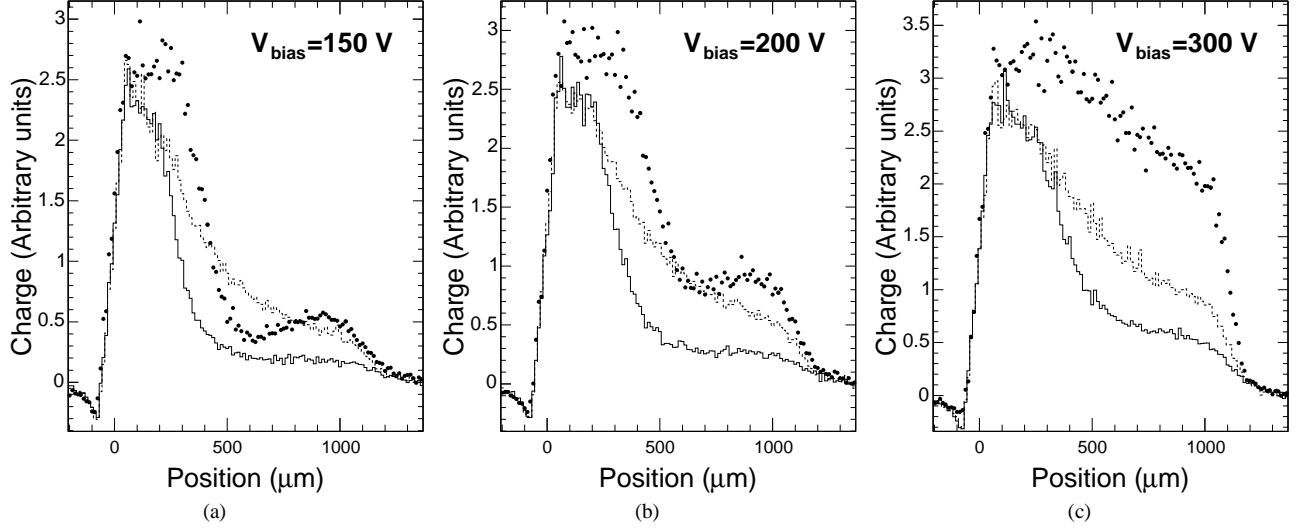 V_bias=150 V
Charge (Arbitrary units)
3
2.5
2
1.5
1
0.5
0
0 500 1000
Position (μm)
(a)
V_bias=200 V
Charge (Arbitrary units)
3
2.5
2
1.5
1
0.5
0
0 500 1000
Position (μm)
(b)
V_bias=300 V
Charge (Arbitrary units)
3.5
3
2.5
2
1.5
1
0.5
0
0 500 1000
Position (μm)
(c)